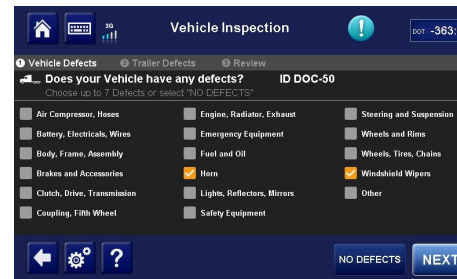 3G
Vehicle Inspection
!
DOT -363:
1 Vehicle Defects 2 Trailer Defects 3 Review
Does your Vehicle have any defects? ID DOC-50
Choose up to 7 Defects or select "NO DEFECTS"
Air Compressor, Hoses
Engine, Radiator, Exhaust
Steering and Suspension
Battery, Electricals, Wires
Emergency Equipment
Wheels and Rims
Body, Frame, Assembly
Fuel and Oil
Wheels, Tires, Chains
Brakes and Accessories
Horn
Windshield Wipers
Clutch, Drive, Transmission
Lights, Reflectors, Mirrors
Other
Coupling, Fifth Wheel
Safety Equipment
?
NO DEFECTS
NEXT